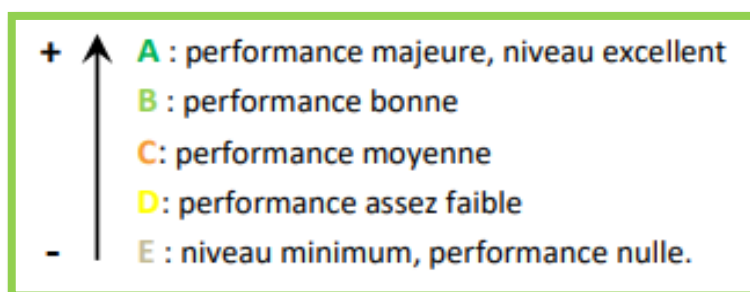 + A : performance majeure, niveau excellent
B : performance bonne
C: performance moyenne
D: performance assez faible
- E : niveau minimum, performance nulle.